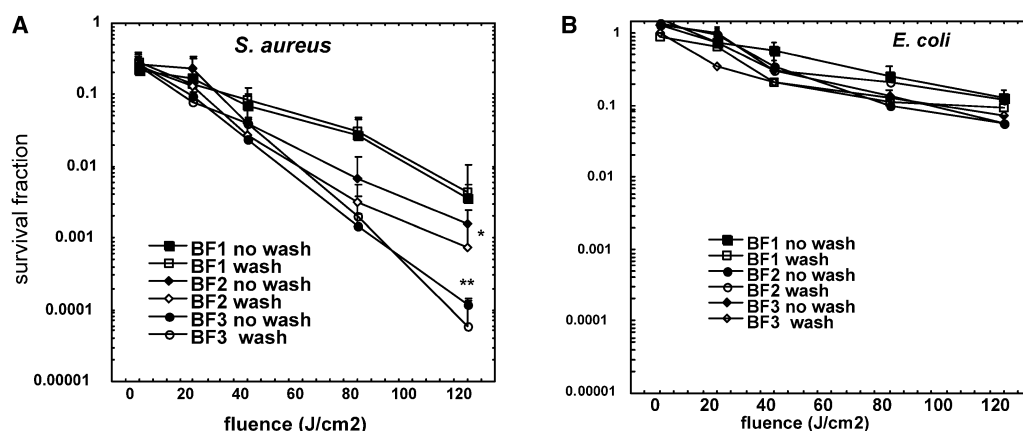 A
S. aureus
survival fraction
1
0.1
0.01
0.001
0.0001
0.00001
*
**
BF1 no wash
BF1 wash
BF2 no wash
BF2 wash
BF3 no wash
BF3 wash
0 20 40 60 80 100 120
fluence (J/cm2)
B
E. coli
1
0.1
0.01
0.001
0.0001
0.00001
BF1 no wash
BF1 wash
BF2 no wash
BF2 wash
BF3 no wash
BF3 wash
0 20 40 60 80 100 120
fluence (J/cm2)